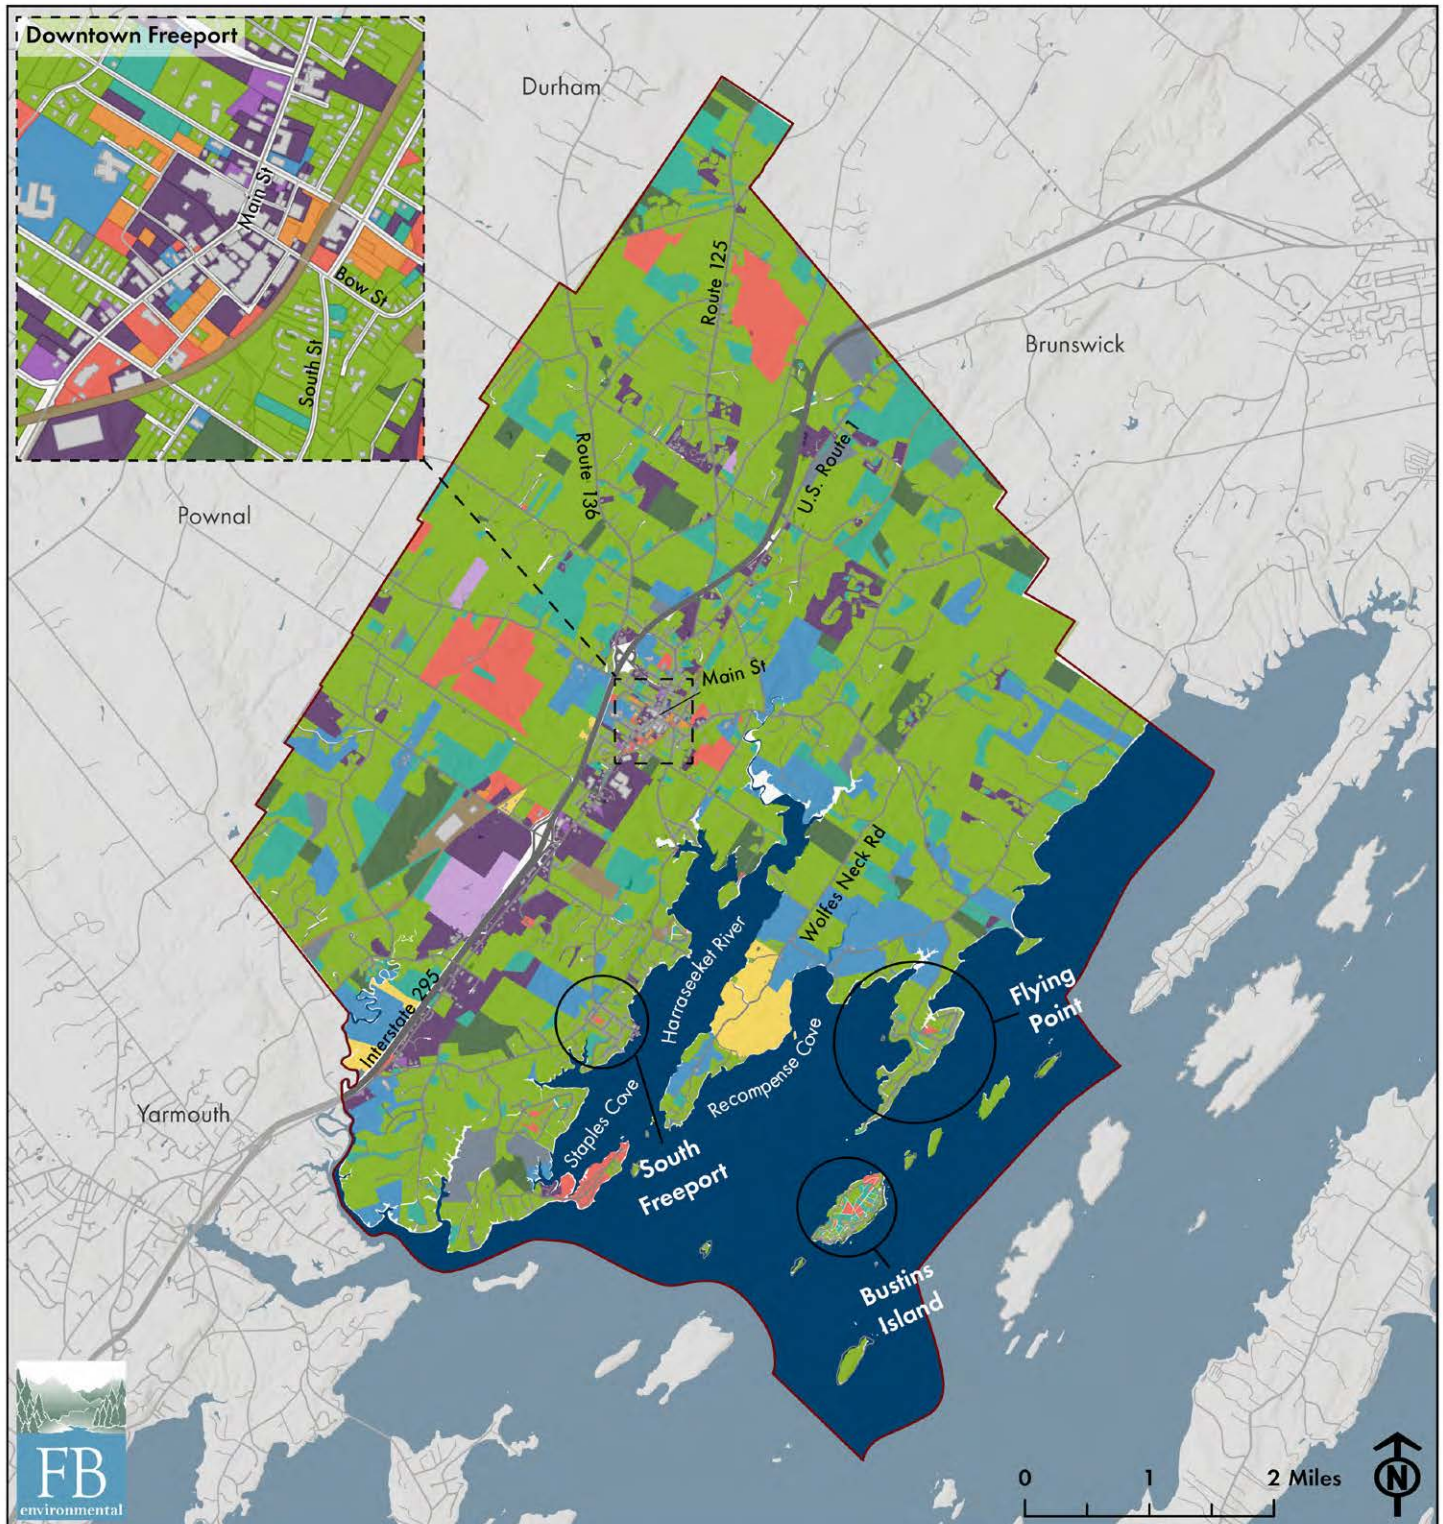 Downtown Freeport
Main St
Bow St
South St
Durham
Route 125
Brunswick
Route 136
U.S. Route 1
Pownal
Main St
Wolfes Neck Rd
Harraseeket River
Interstate 295
Flying
Point
Recompense Cove
Yarmouth
Staples Cove
South
Freeport
Bustins
Island
FB
environmental
0 1 2 Miles
N